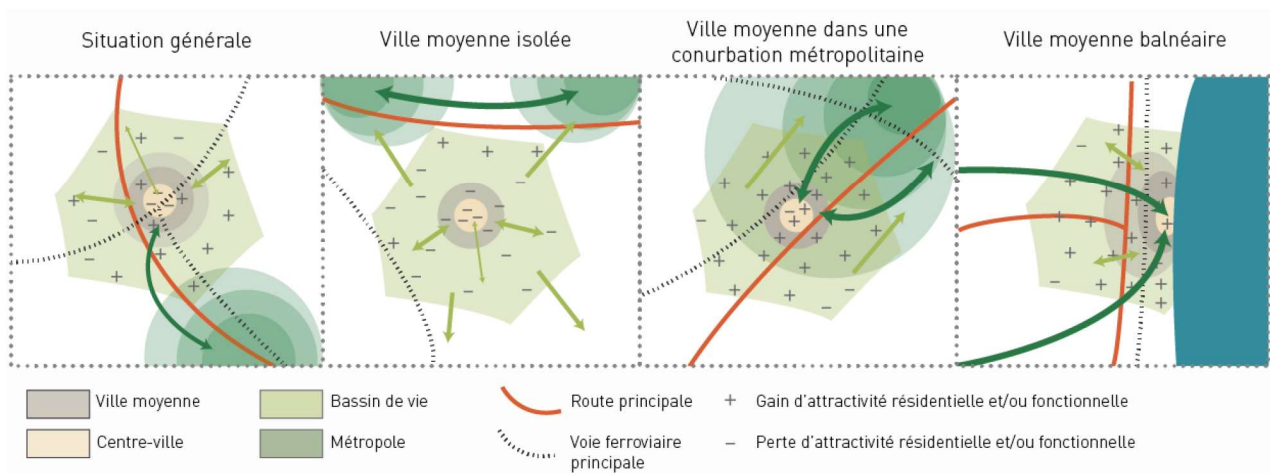 Situation générale
Ville moyenne isolée
Ville moyenne dans une
conurbation métropolitaine
Ville moyenne balnéaire
Ville moyenne
Centre-ville
Bassin de vie
Métropole
Route principale
Voie ferroviaire
principale
+ Gain d'attractivité résidentielle et/ou fonctionnelle
– Perte d'attractivité résidentielle et/ou fonctionnelle